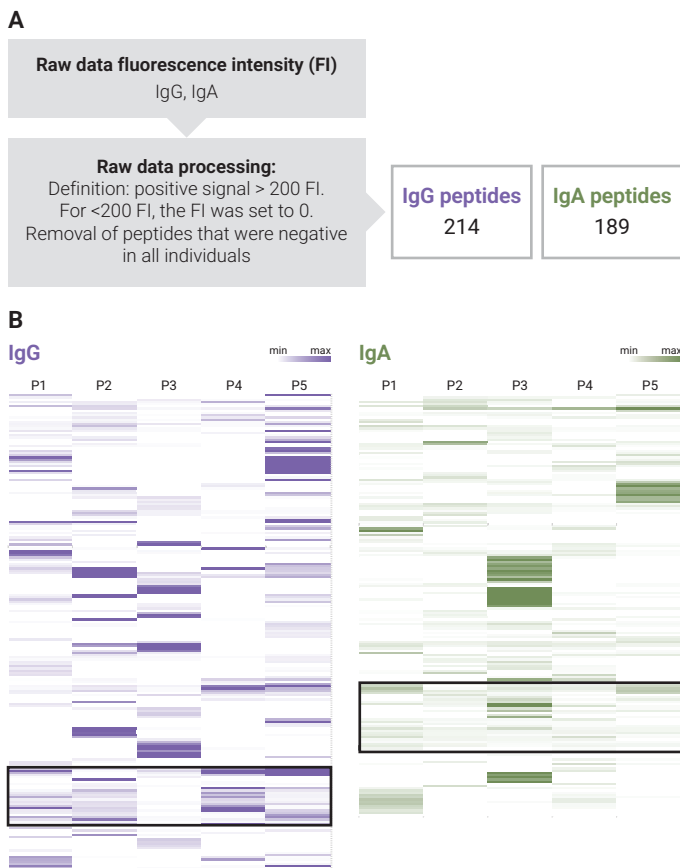 A
Raw data fluorescence intensity (FI)
IgG, IgA
Raw data processing:
Definition: positive signal > 200 FI.
For <200 FI, the FI was set to 0.
Removal of peptides that were negative
in all individuals
IgG peptides
214
IgA peptides
189
B
IgG
min max
P1 P2 P3 P4 P5
IgA
min max
P1 P2 P3 P4 P5